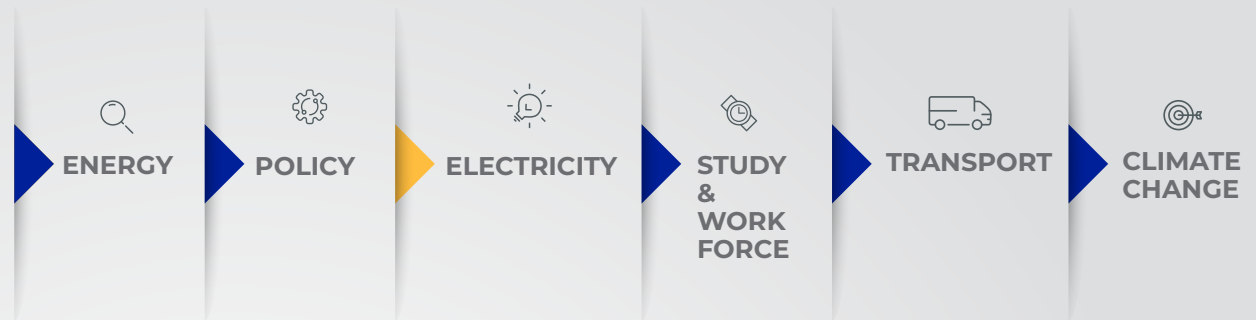 ENERGY
POLICY
ELECTRICITY
STUDY
&
WORK
FORCE
TRANSPORT
CLIMATE
CHANGE